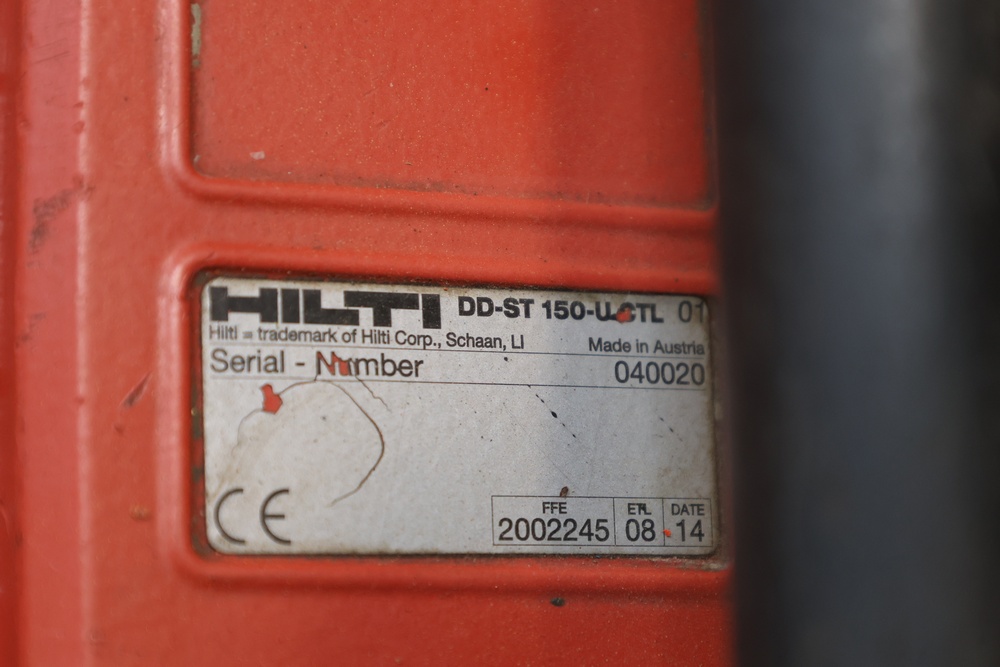 HILTI DD-ST 150-U CTL 01
Hilti = trademark of Hilti Corp., Schaan, LI Made in Austria
Serial - Number 040020
CE
FFE ETL DATE
2002245 08 14